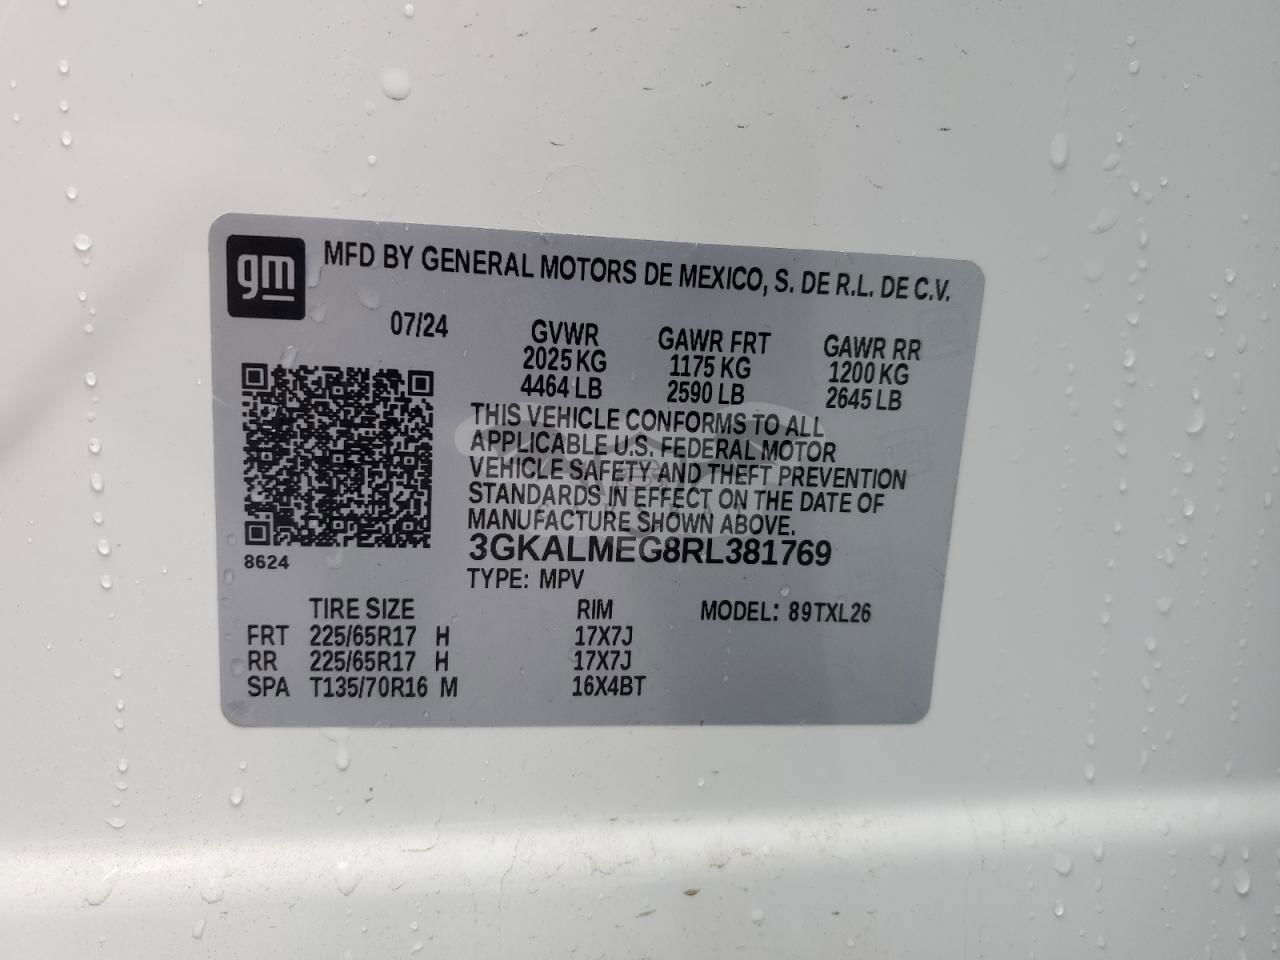 gm
MFD BY GENERAL MOTORS DE MEXICO, S. DE R.L. DE C.V.
07/24
GVWR GAWR FRT GAWR RR
2025 KG 1175 KG 1200 KG
4464 LB 2590 LB 2645 LB
THIS VEHICLE CONFORMS TO ALL
APPLICABLE U.S. FEDERAL MOTOR
VEHICLE SAFETY AND THEFT PREVENTION
STANDARDS IN EFFECT ON THE DATE OF
MANUFACTURE SHOWN ABOVE.
3GKALMEG8RL381769
8624
TYPE: MPV
TIRE SIZE RIM MODEL: 89TXL26
FRT 225/65R17 H 17X7J
RR 225/65R17 H 17X7J
SPA T135/70R16 M 16X4BT